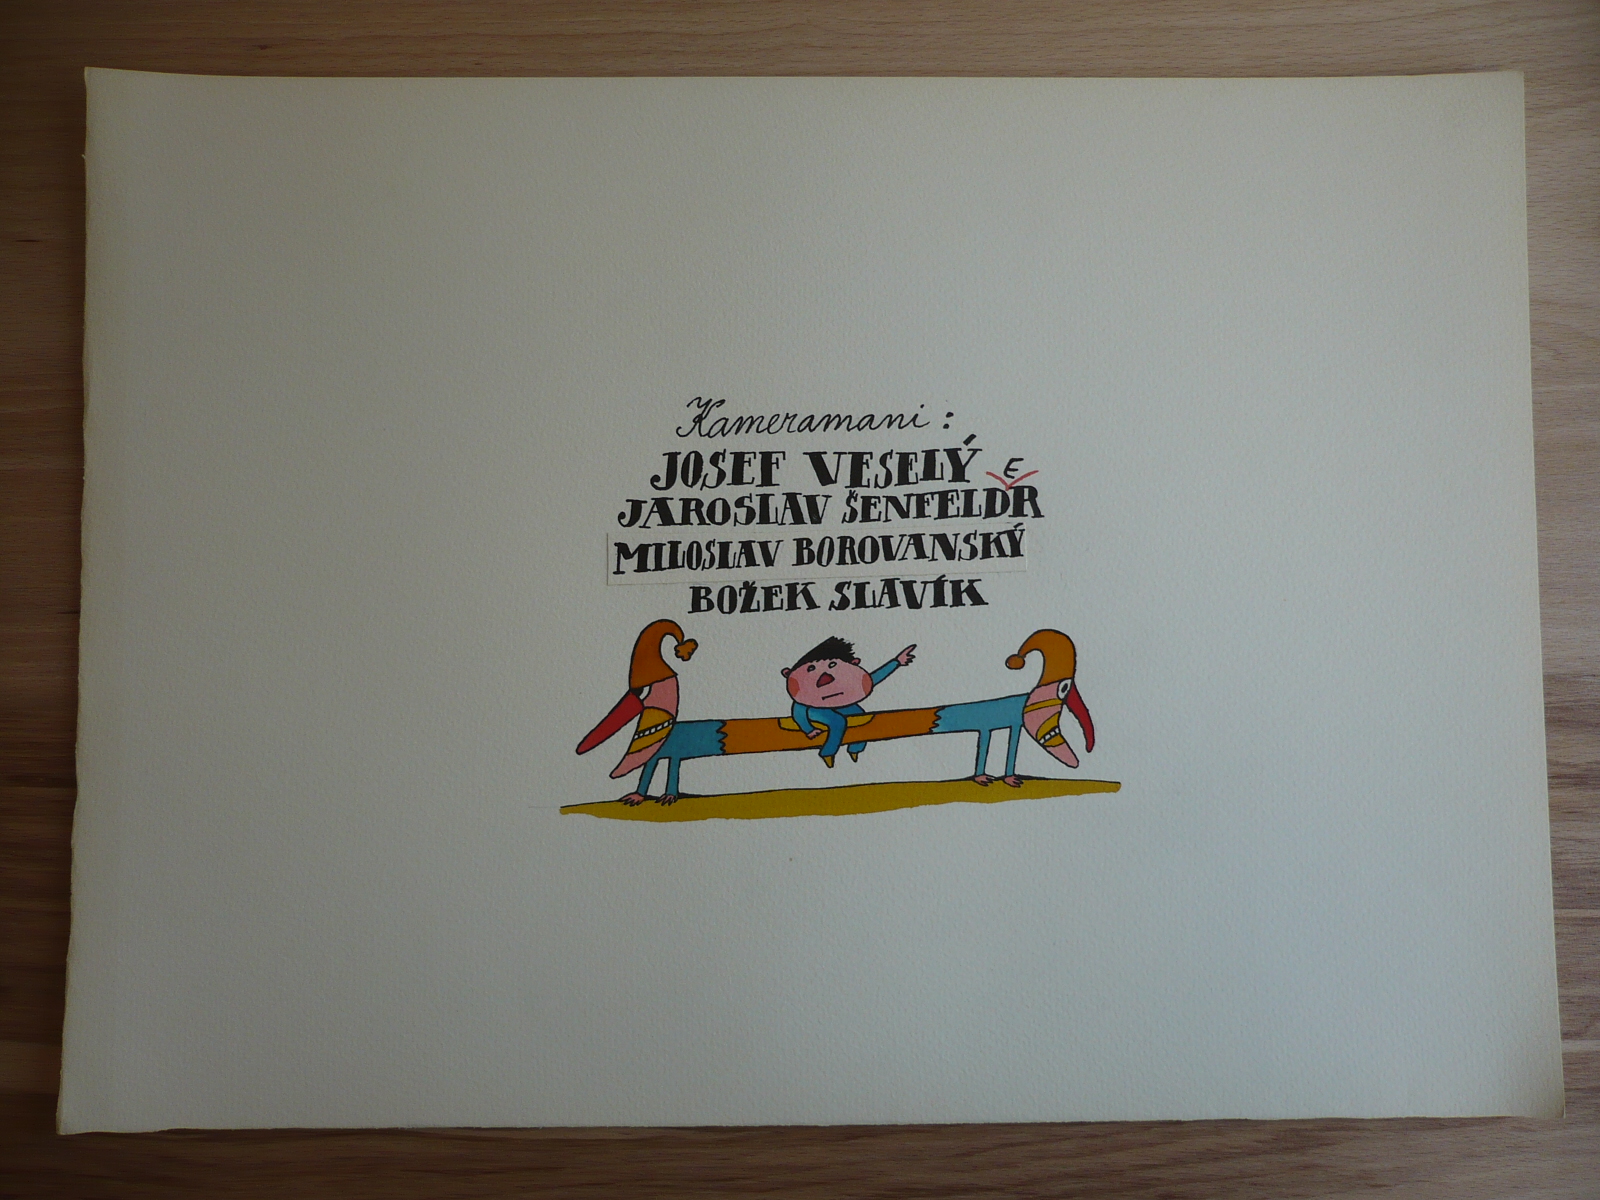 Kameramani:
JOSEF VESELÝ
E
JAROSLAV ŠENFELDR
MILOSLAV BOROVANSKÝ
BOŽEK SLAVÍK